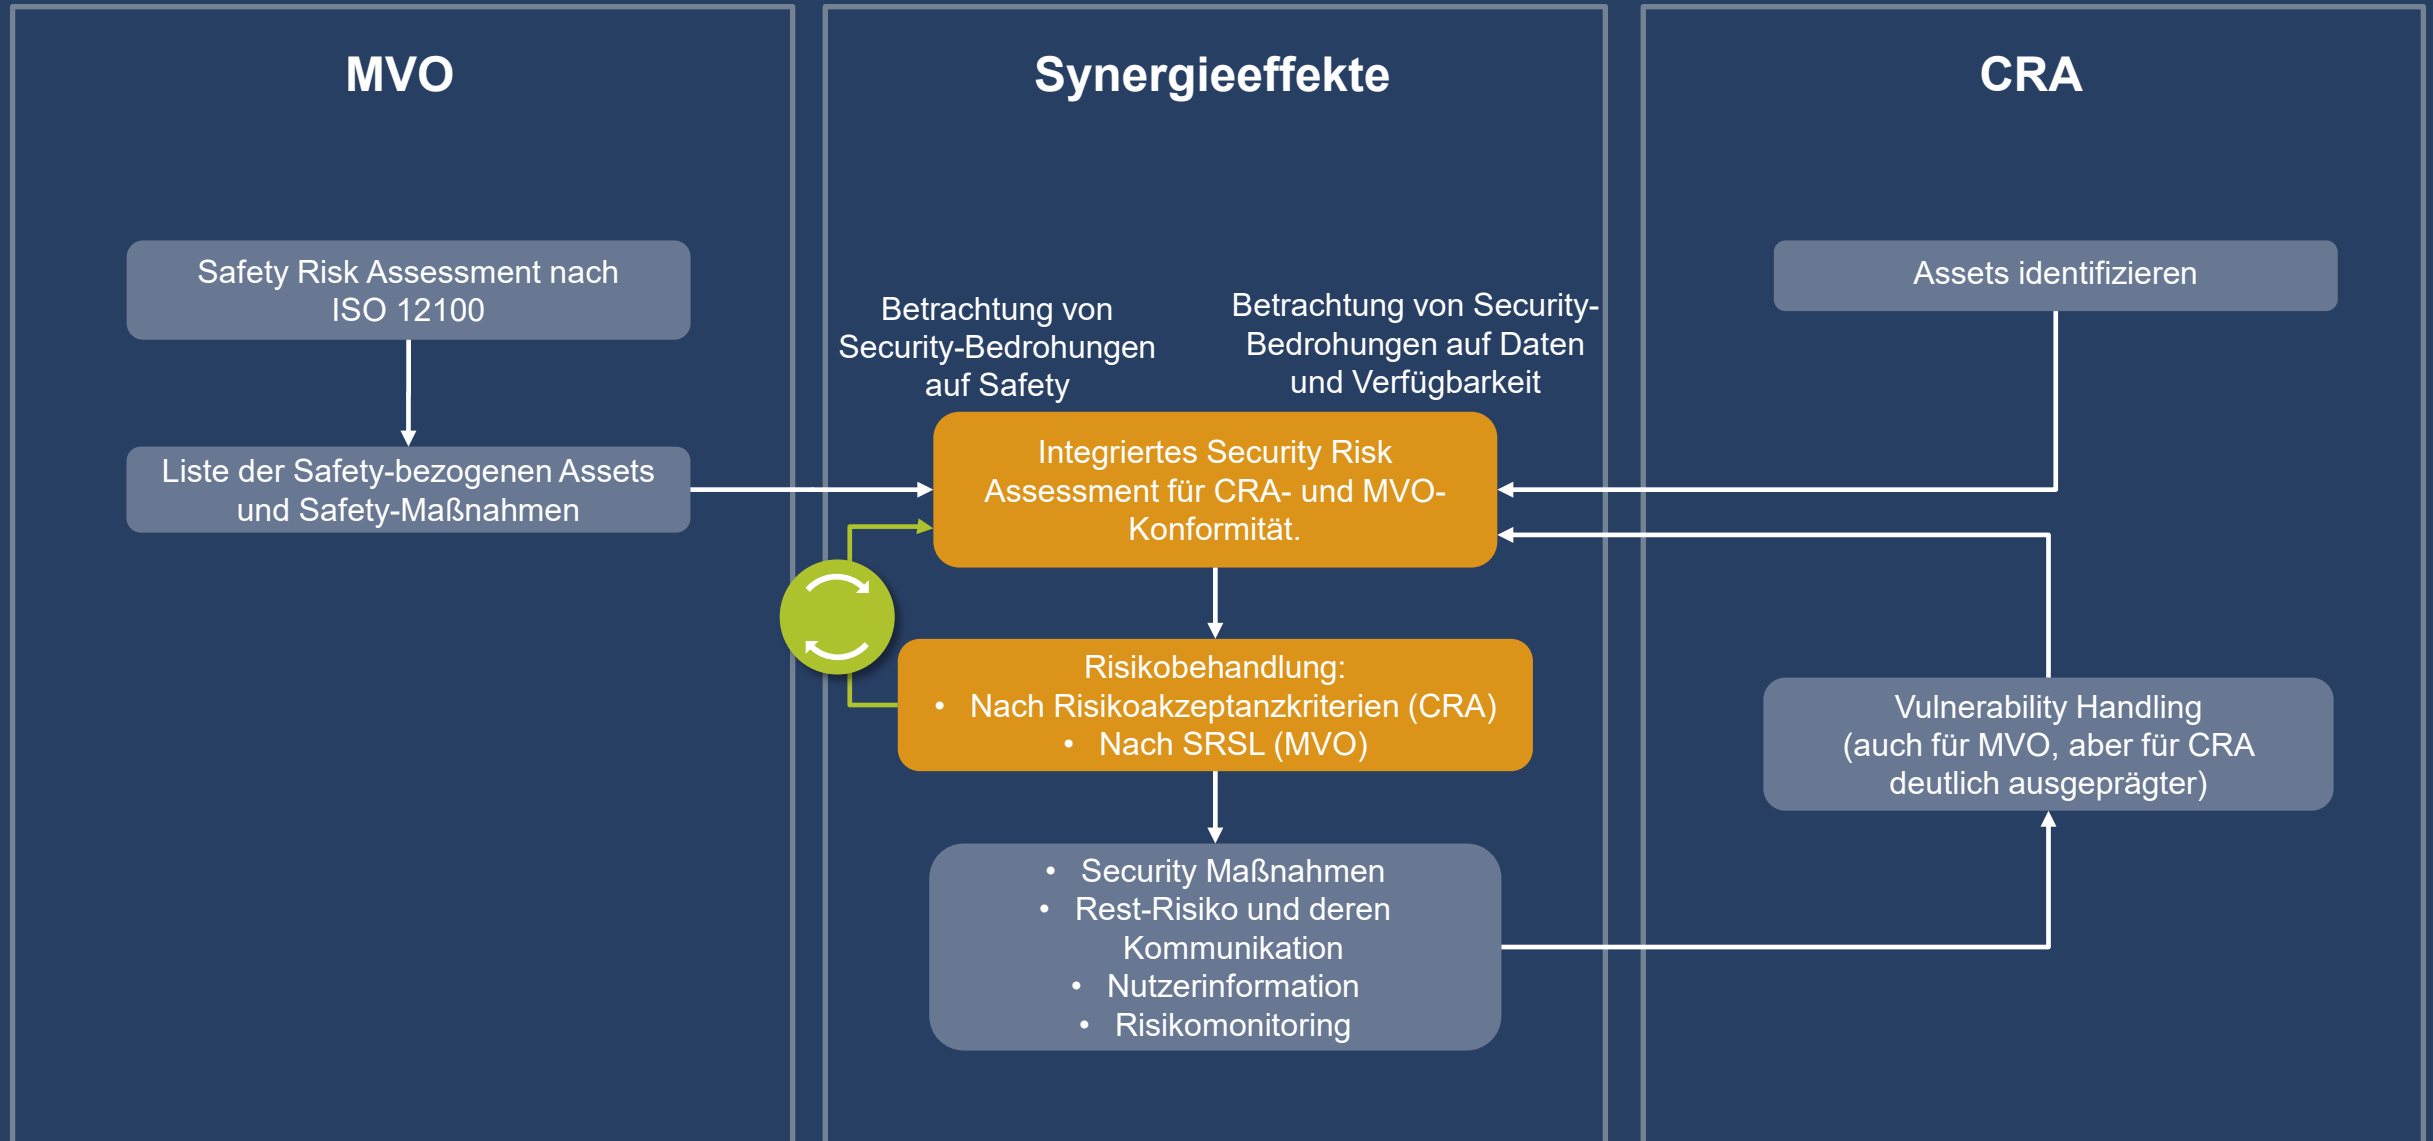 MVO
Synergieeffekte
CRA
Safety Risk Assessment nach
ISO 12100
Liste der Safety-bezogenen Assets
und Safety-Maßnahmen
Betrachtung von
Security-Bedrohungen
auf Safety
Betrachtung von Security-
Bedrohungen auf Daten
und Verfügbarkeit
Integriertes Security Risk
Assessment für CRA- und MVO-
Konformität.
Risikobehandlung:
• Nach Risikoakzeptanzkriterien (CRA)
• Nach SRSL (MVO)
• Security Maßnahmen
• Rest-Risiko und deren
Kommunikation
• Nutzerinformation
• Risikomonitoring
Assets identifizieren
Vulnerability Handling
(auch für MVO, aber für CRA
deutlich ausgeprägter)